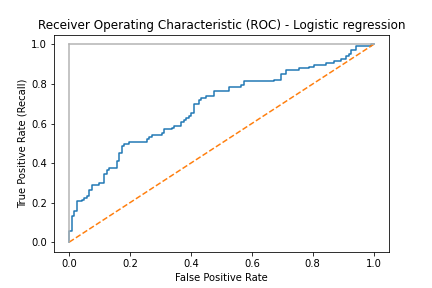 Receiver Operating Characteristic (ROC) - Logistic regression
1.0
0.8
0.6
0.4
0.2
0.0
True Positive Rate (Recall)
0.0 0.2 0.4 0.6 0.8 1.0
False Positive Rate